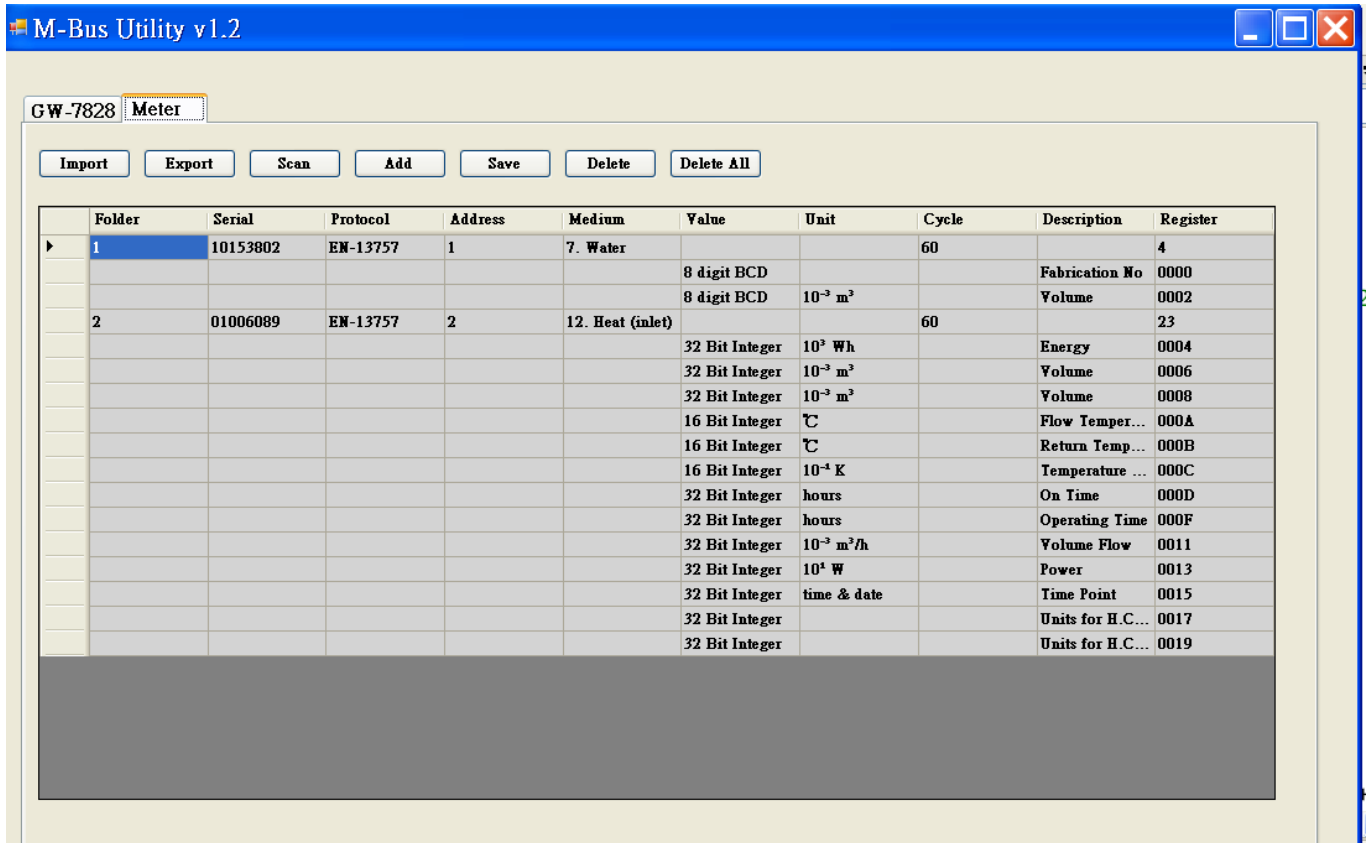 M-Bus Utility v1.2
GW-7828 Meter
Import Export Scan Add Save Delete Delete All
Folder Serial Protocol Address Medium Value Unit Cycle Description Register
1 10153802 EN-13757 1 7. Water 60 4
8 digit BCD Fabrication No 0000
8 digit BCD 10⁻³ m³ Volume 0002
2 01006089 EN-13757 2 12. Heat (inlet) 60 23
32 Bit Integer 10³ Wh Energy 0004
32 Bit Integer 10⁻³ m³ Volume 0006
32 Bit Integer 10⁻³ m³ Volume 0008
16 Bit Integer ℃ Flow Temper... 000A
16 Bit Integer ℃ Return Temp... 000B
16 Bit Integer 10⁻¹ K Temperature ... 000C
32 Bit Integer hours On Time 000D
32 Bit Integer hours Operating Time 000F
32 Bit Integer 10⁻³ m³/h Volume Flow 0011
32 Bit Integer 10¹ W Power 0013
32 Bit Integer time & date Time Point 0015
32 Bit Integer Units for H.C... 0017
32 Bit Integer Units for H.C... 0019